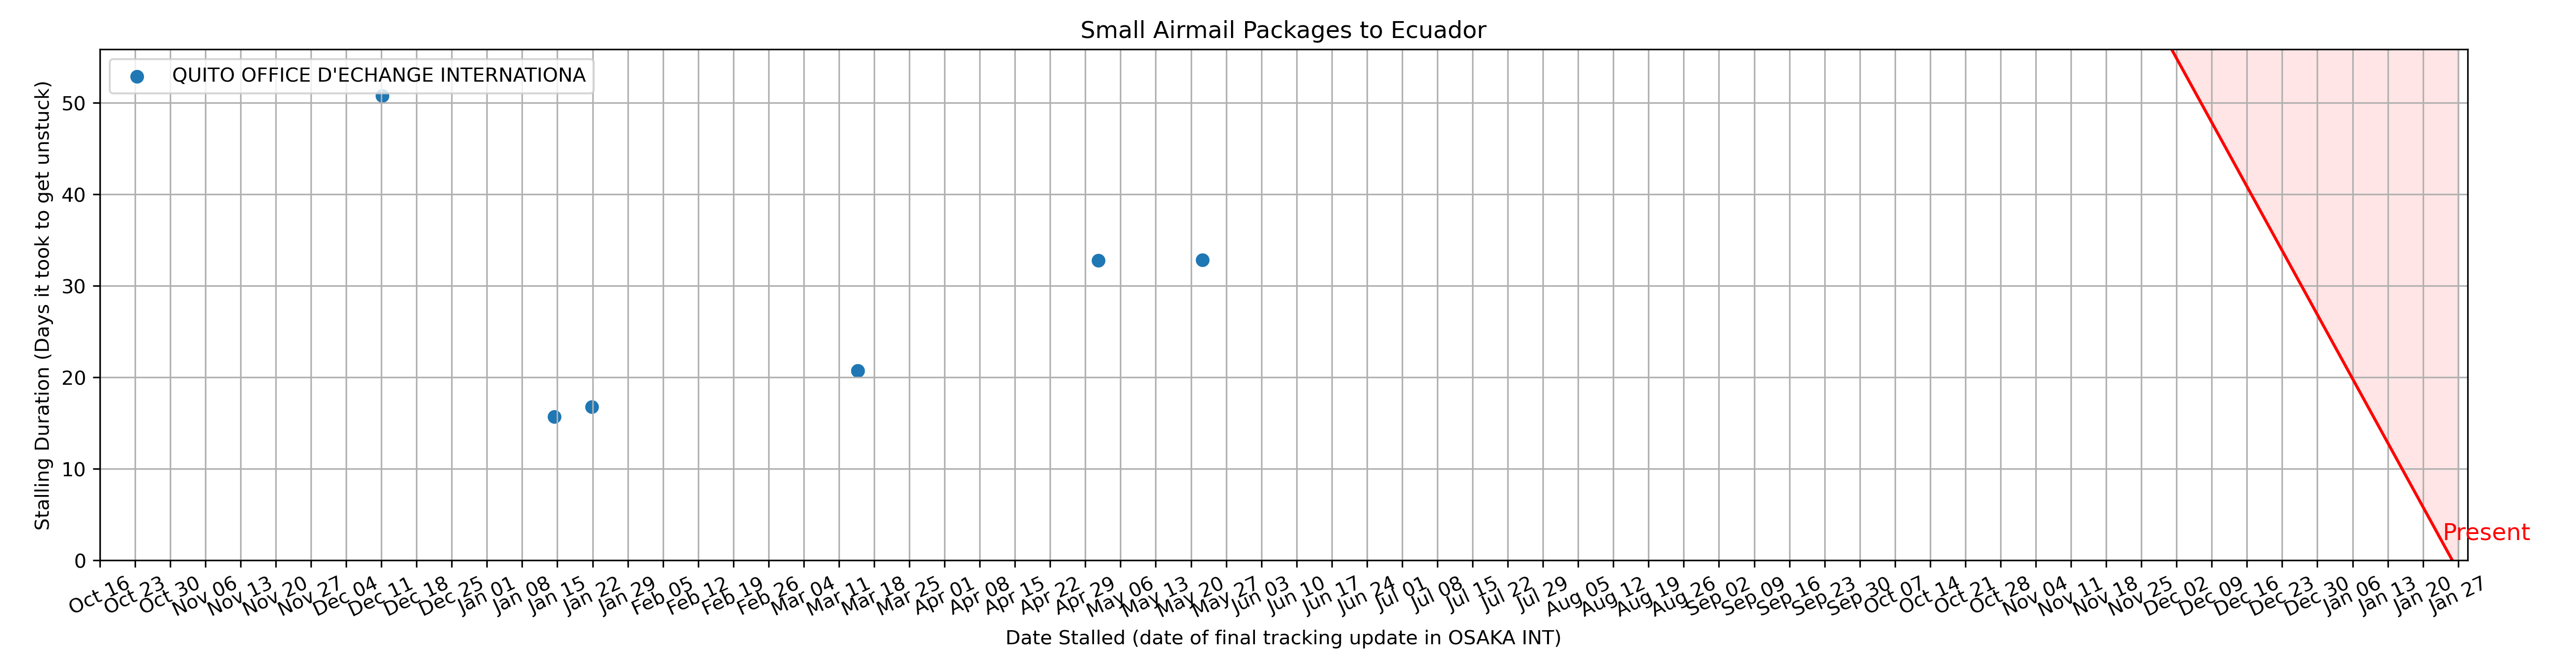 Small Airmail Packages to Ecuador
QUITO OFFICE D'ECHANGE INTERNATIONA
Stalling Duration (Days it took to get unstuck)
50
40
30
20
10
0
Present
Oct 16
Oct 23
Oct 30
Nov 06
Nov 13
Nov 20
Nov 27
Dec 04
Dec 11
Dec 18
Dec 25
Jan 01
Jan 08
Jan 15
Jan 22
Jan 29
Feb 05
Feb 12
Feb 19
Feb 26
Mar 04
Mar 11
Mar 18
Mar 25
Apr 01
Apr 08
Apr 15
Apr 22
Apr 29
May 06
May 13
May 20
May 27
Jun 03
Jun 10
Jun 17
Jun 24
Jul 01
Jul 08
Jul 15
Jul 22
Jul 29
Aug 05
Aug 12
Aug 19
Aug 26
Sep 02
Sep 09
Sep 16
Sep 23
Sep 30
Oct 07
Oct 14
Oct 21
Oct 28
Nov 04
Nov 11
Nov 18
Nov 25
Dec 02
Dec 09
Dec 16
Dec 23
Dec 30
Jan 06
Jan 13
Jan 20
Jan 27
Date Stalled (date of final tracking update in OSAKA INT)